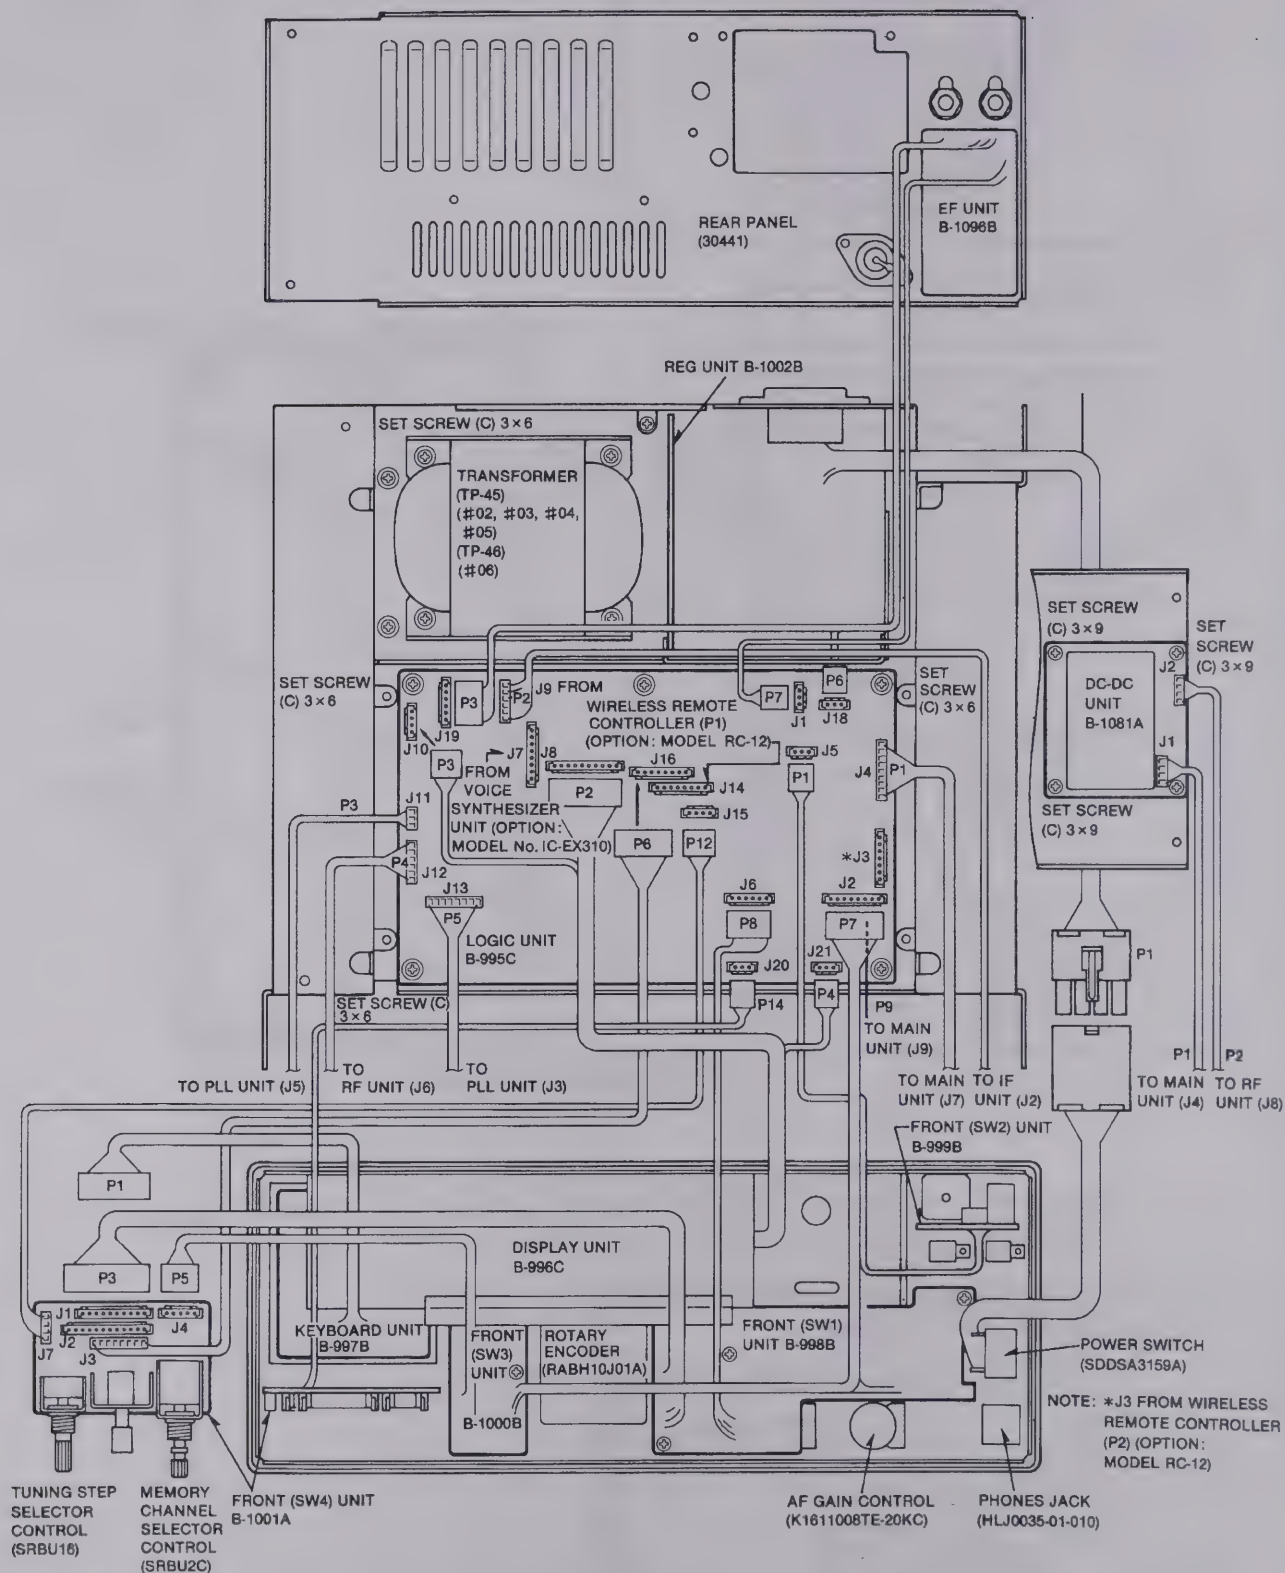 REAR PANEL
(30441)
EF UNIT
B-1096B
REG UNIT B-1002B
SET SCREW (C) 3×6
TRANSFORMER
(TP-45)
(#02, #03, #04,
#05)
(TP-46)
(#06)
SET SCREW
(C) 3×9
SET
SCREW
(C) 3×9
J2
DC-DC
UNIT
B-1081A
J1
SET SCREW
(C) 3×9
SET SCREW
(C) 3×6
J10
J19
P3
P2
J9 FROM
WIRELESS REMOTE
CONTROLLER (P1)
(OPTION: MODEL RC-12)
P7
J1
P6
J18
SET
SCREW
(C) 3×6
P3
J7
FROM
VOICE
SYNTHESIZER
UNIT (OPTION:
MODEL No. IC-EX310)
J8
P2
J16
J14
J15
J5
P1
J4
P1
P3
J11
P4
J12
P6
P12
*J3
J13
P5
J6
P8
J2
P7
LOGIC UNIT
B-995C
J20
J21
P14
P4
P9
SET SCREW (C)
3×6
TO MAIN
UNIT (J9)
P1
TO PLL UNIT (J5)
TO
RF UNIT (J6)
TO
PLL UNIT (J3)
TO MAIN
UNIT (J7)
TO IF
UNIT (J2)
P1
P2
TO MAIN
UNIT (J4)
TO RF
UNIT (J8)
FRONT (SW2) UNIT
B-999B
P1
P3
P5
DISPLAY UNIT
B-996C
J1
J2
J3
J4
J7
KEYBOARD UNIT
B-997B
FRONT
(SW3)
UNIT
B-1000B
ROTARY
ENCODER
(RABH10J01A)
FRONT (SW1)
UNIT B-998B
POWER SWITCH
(SDDSA3159A)
NOTE: *J3 FROM WIRELESS
REMOTE CONTROLLER
(P2) (OPTION:
MODEL RC-12)
TUNING STEP
SELECTOR
CONTROL
(SRBU16)
MEMORY
CHANNEL
SELECTOR
CONTROL
(SRBU2C)
FRONT (SW4) UNIT
B-1001A
AF GAIN CONTROL
(K1611008TE-20KC)
PHONES JACK
(HLJ0035-01-010)